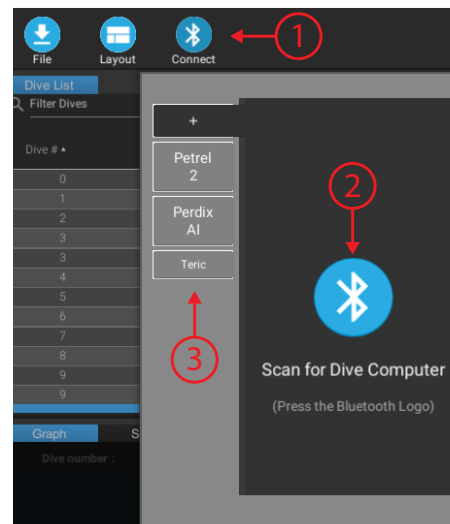 File
Layout
Connect
1
Dive List
Filter Dives
Dive #
0
1
2
3
3
4
5
6
7
8
9
9
Graph
S
Dive number :
+
Petrel
2
Perdix
AI
Teric
3
2
Scan for Dive Computer
(Press the Bluetooth Logo)